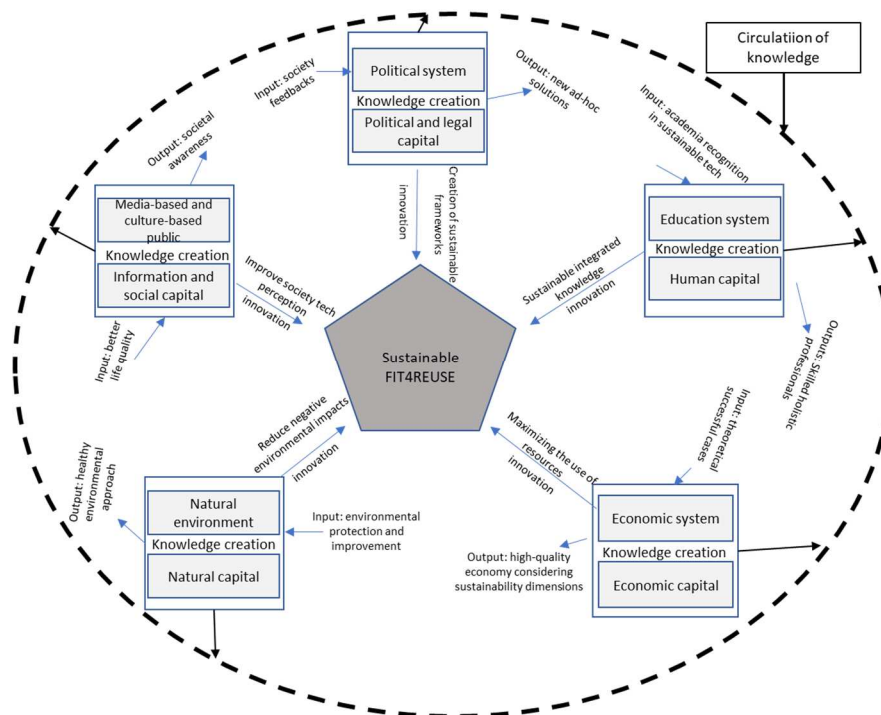 Circulatiion of
knowledge
Input: society
feedbacks
Political system
Knowledge creation
Political and legal
capital
Output: new ad-hoc
solutions
Creation of sustainable
frameworks
innovation
Input: academia recognition
in sustainable tech
Education system
Knowledge creation
Human capital
Outputs: Skilled holistic
professionals
Sustainable integrated
knowledge
innovation
Output: societal
awareness
Media-based and
culture-based
public
Knowledge creation
Information and
social capital
Input: better
life quality
Improve society tech
perception
innovation
Sustainable
FIT4REUSE
Reduce negative
environmental impacts
innovation
Output: healthy
environmental
approach
Natural
environment
Knowledge creation
Natural capital
Input: environmental
protection and
improvement
Maximizing the use of
resources
innovation
Input: theoretical
successful cases
Economic system
Knowledge creation
Economic capital
Output: high-quality
economy considering
sustainability dimensions